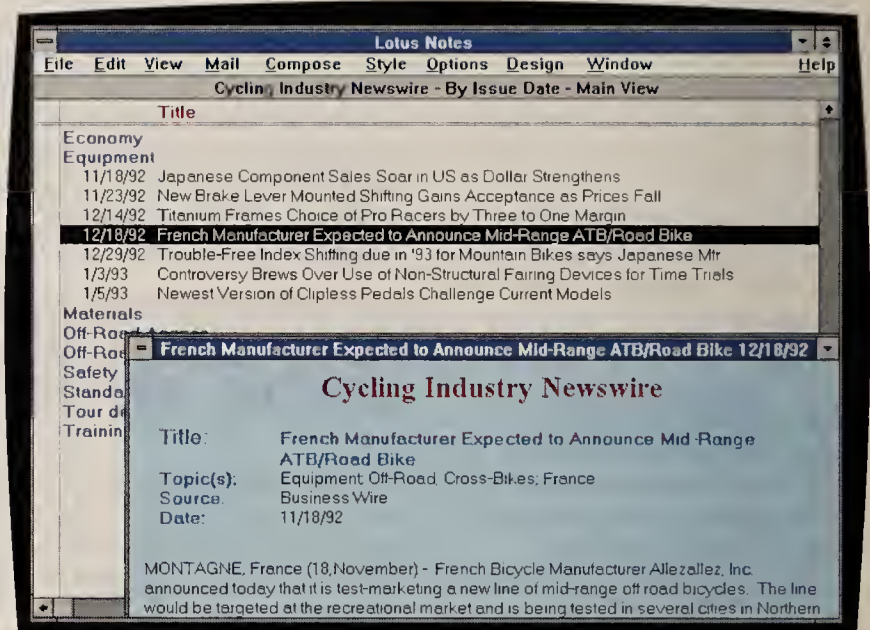 Lotus Notes
File Edit View Mail Compose Style Options Design Window Help
Cycling Industry Newswire - By Issue Date - Main View
Title
Economy
Equipment
11/18/92 Japanese Component Sales Soar in US as Dollar Strengthens
11/23/92 New Brake Lever Mounted Shifting Gains Acceptance as Prices Fall
12/14/92 Titanium Frames Choice of Pro Racers by Three to One Margin
12/18/92 French Manufacturer Expected to Announce Mid-Range ATB/Road Bike
12/29/92 Trouble-Free Index Shifting due in '93 for Mountain Bikes says Japanese Mfr
1/3/93 Controversy Brews Over Use of Non-Structural Fairing Devices for Time Trials
1/5/93 Newest Version of Clipless Pedals Challenge Current Models
Materials
Off-Road
Off-Roa
Safety
Standa
Tour de
Trainin
French Manufacturer Expected to Announce Mid-Range ATB/Road Bike 12/18/92
Cycling Industry Newswire
Title: French Manufacturer Expected to Announce Mid-Range
ATB/Road Bike
Topic(s): Equipment Off-Road, Cross-Bikes; France
Source: Business Wire
Date: 11/18/92
MONTAGNE, France (18,November) - French Bicycle Manufacturer Allezallez, Inc.
announced today that it is test-marketing a new line of mid-range off road bicycles. The line
would be targeted at the recreational market and is being tested in several cities in Northern